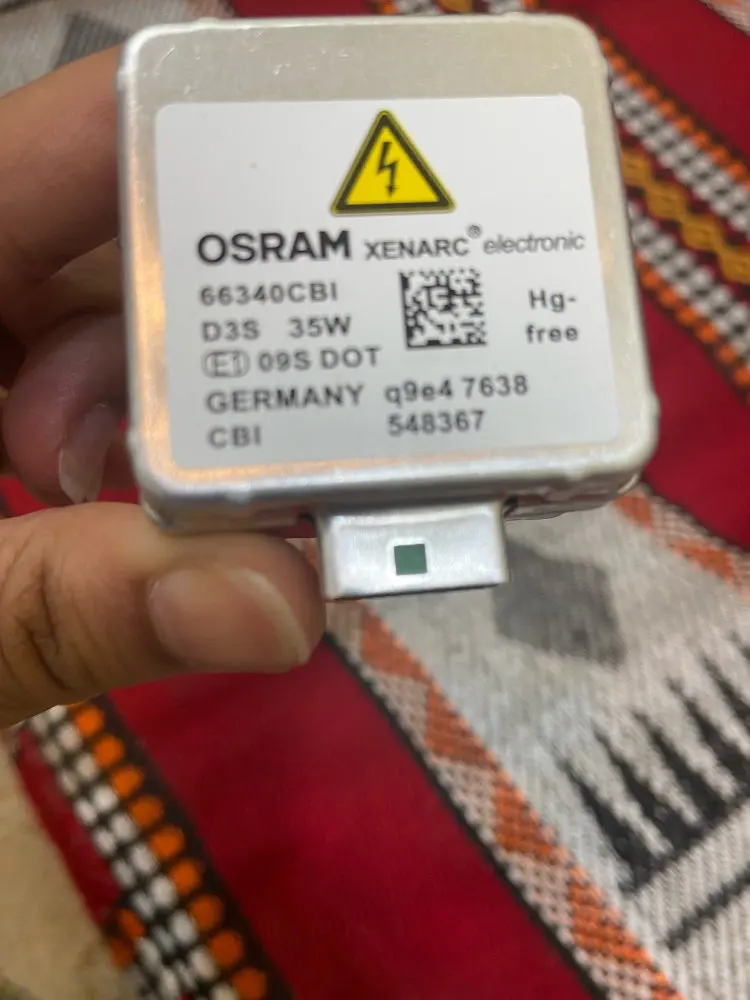 OSRAM XENARC® electronic
66340CBI
D3S 35W
Hg-
free
E1 09S DOT
GERMANY q9e4 7638
CBI 548367